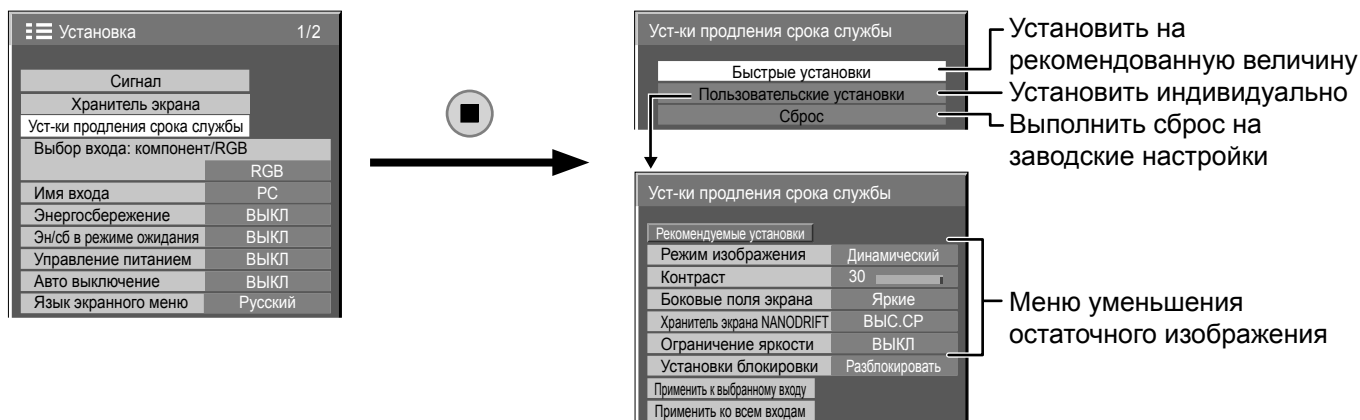 Установка 1/2
Сигнал
Хранитель экрана
Уст-ки продления срока службы
Выбор входа: компонент/RGB
RGB
Имя входа PC
Энергосбережение ВЫКЛ
Эн/сб в режиме ожидания ВЫКЛ
Управление питанием ВЫКЛ
Авто выключение ВЫКЛ
Язык экранного меню Русский
Уст-ки продления срока службы
Быстрые установки
Пользовательские установки
Сброс
Установить на
рекомендованную величину
Установить индивидуально
Выполнить сброс на
заводские настройки
Уст-ки продления срока службы
Рекомендуемые установки
Режим изображения Динамический
Контраст 30
Боковые поля экрана Яркие
Хранитель экрана NANODRIFT ВЫС.СР
Ограничение яркости ВЫКЛ
Установки блокировки Разблокировать
Применить к выбранному входу
Применить ко всем входам
Меню уменьшения
остаточного изображения